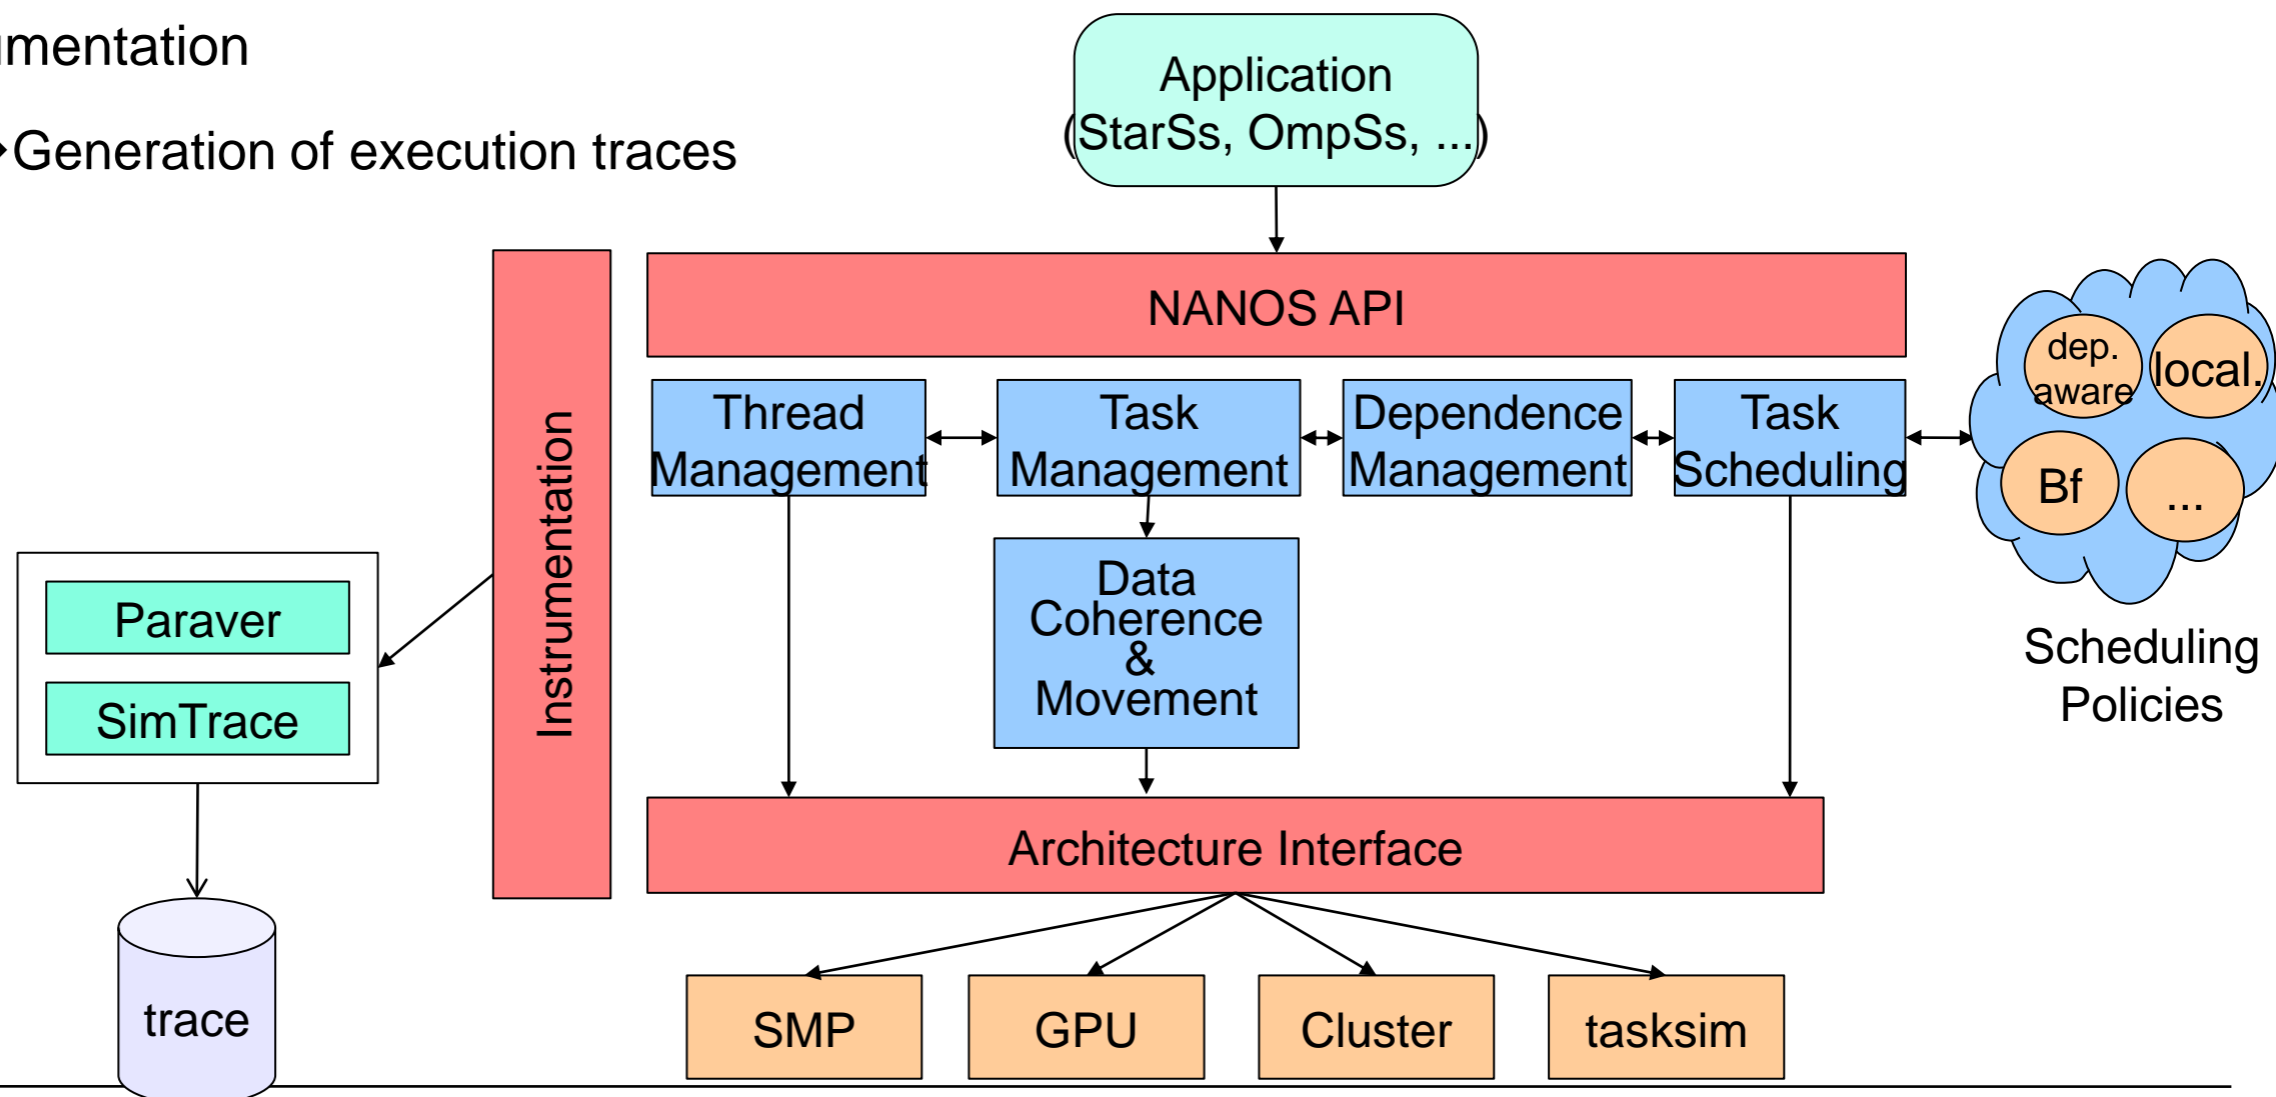 umentation
Generation of execution traces
Application
(StarSs, OmpSs, ...)
NANOS API
Instrumentation
Thread
Management
Task
Management
Dependence
Management
Task
Scheduling
dep.
aware
local.
Bf
...
Scheduling
Policies
Data
Coherence
&
Movement
Paraver
SimTrace
trace
Architecture Interface
SMP
GPU
Cluster
tasksim